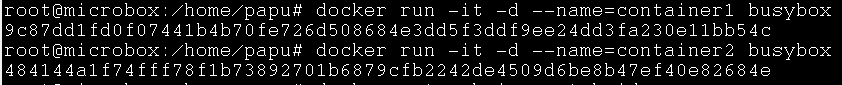 root@microbox:/home/papu# docker run -it -d --name=container1 busybox
9c87dd1fd0f07441b4b70fe726d508684e3dd5f3ddf9ee24dd3fa230e11bb54c
root@microbox:/home/papu# docker run -it -d --name=container2 busybox
484144a1f74fff78f1b73892701b6879cfb2242de4509d6be8b47ef40e82684e